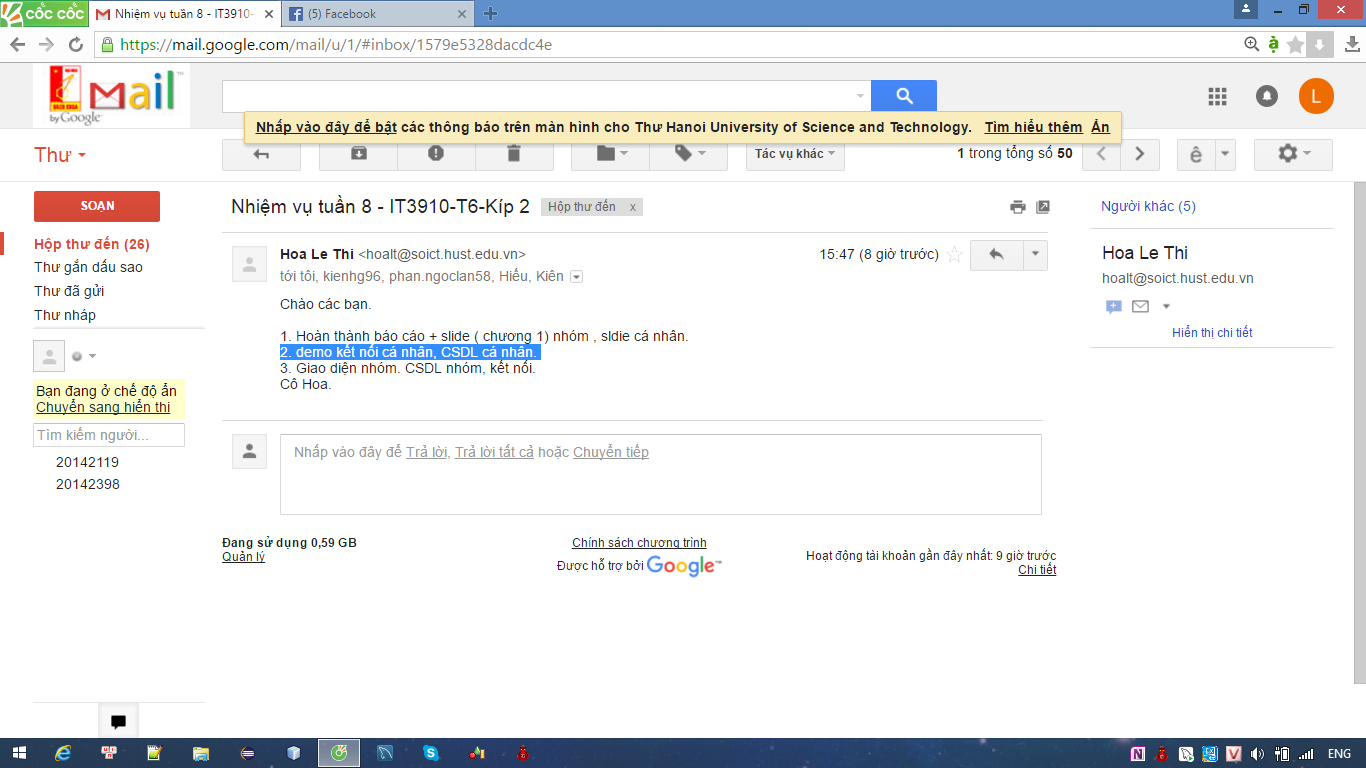 CỐC CỐC
Nhiệm vụ tuần 8 - IT3910-
(5) Facebook
https://mail.google.com/mail/u/1/#inbox/1579e5328dacdc4e
BÁCH KHOA
Mail™
by Google
Nhấp vào đây để bật các thông báo trên màn hình cho Thư Hanoi University of Science and Technology. Tìm hiểu thêm Ẩn
L
Thư
Tác vụ khác
1 trong tổng số 50
ê
SOẠN
Nhiệm vụ tuần 8 - IT3910-T6-Kíp 2
Hộp thư đến x
Người khác (5)
Hộp thư đến (26)
Thư gắn dấu sao
Thư đã gửi
Thư nháp
Hoa Le Thi <hoalt@soict.hust.edu.vn>
15:47 (8 giờ trước)
tới tôi, kienhg96, phan.ngoclan58, Hiếu, Kiên
Hoa Le Thi
hoalt@soict.hust.edu.vn
Hiển thị chi tiết
Chào các bạn.
1. Hoàn thành báo cáo + slide ( chương 1) nhóm , sldie cá nhân.
2. demo kết nối cá nhân, CSDL cá nhân.
3. Giao diện nhóm. CSDL nhóm, kết nối.
Cô Hoa.
Bạn đang ở chế độ ẩn
Chuyển sang hiển thị
Tìm kiếm người...
20142119
20142398
Nhấp vào đây để Trả lời, Trả lời tất cả hoặc Chuyển tiếp
Đang sử dụng 0,59 GB
Quản lý
Chính sách chương trình
Được hỗ trợ bởi Google™
Hoạt động tài khoản gần đây nhất: 9 giờ trước
Chi tiết
ENG